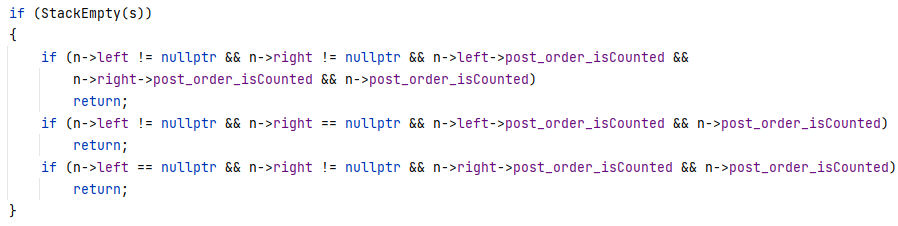 if (StackEmpty(s))
{
    if (n->left != nullptr && n->right != nullptr && n->left->post_order_isCounted &&
        n->right->post_order_isCounted && n->post_order_isCounted)
        return;
    if (n->left != nullptr && n->right == nullptr && n->left->post_order_isCounted && n->post_order_isCounted)
        return;
    if (n->left == nullptr && n->right != nullptr && n->right->post_order_isCounted && n->post_order_isCounted)
        return;
}